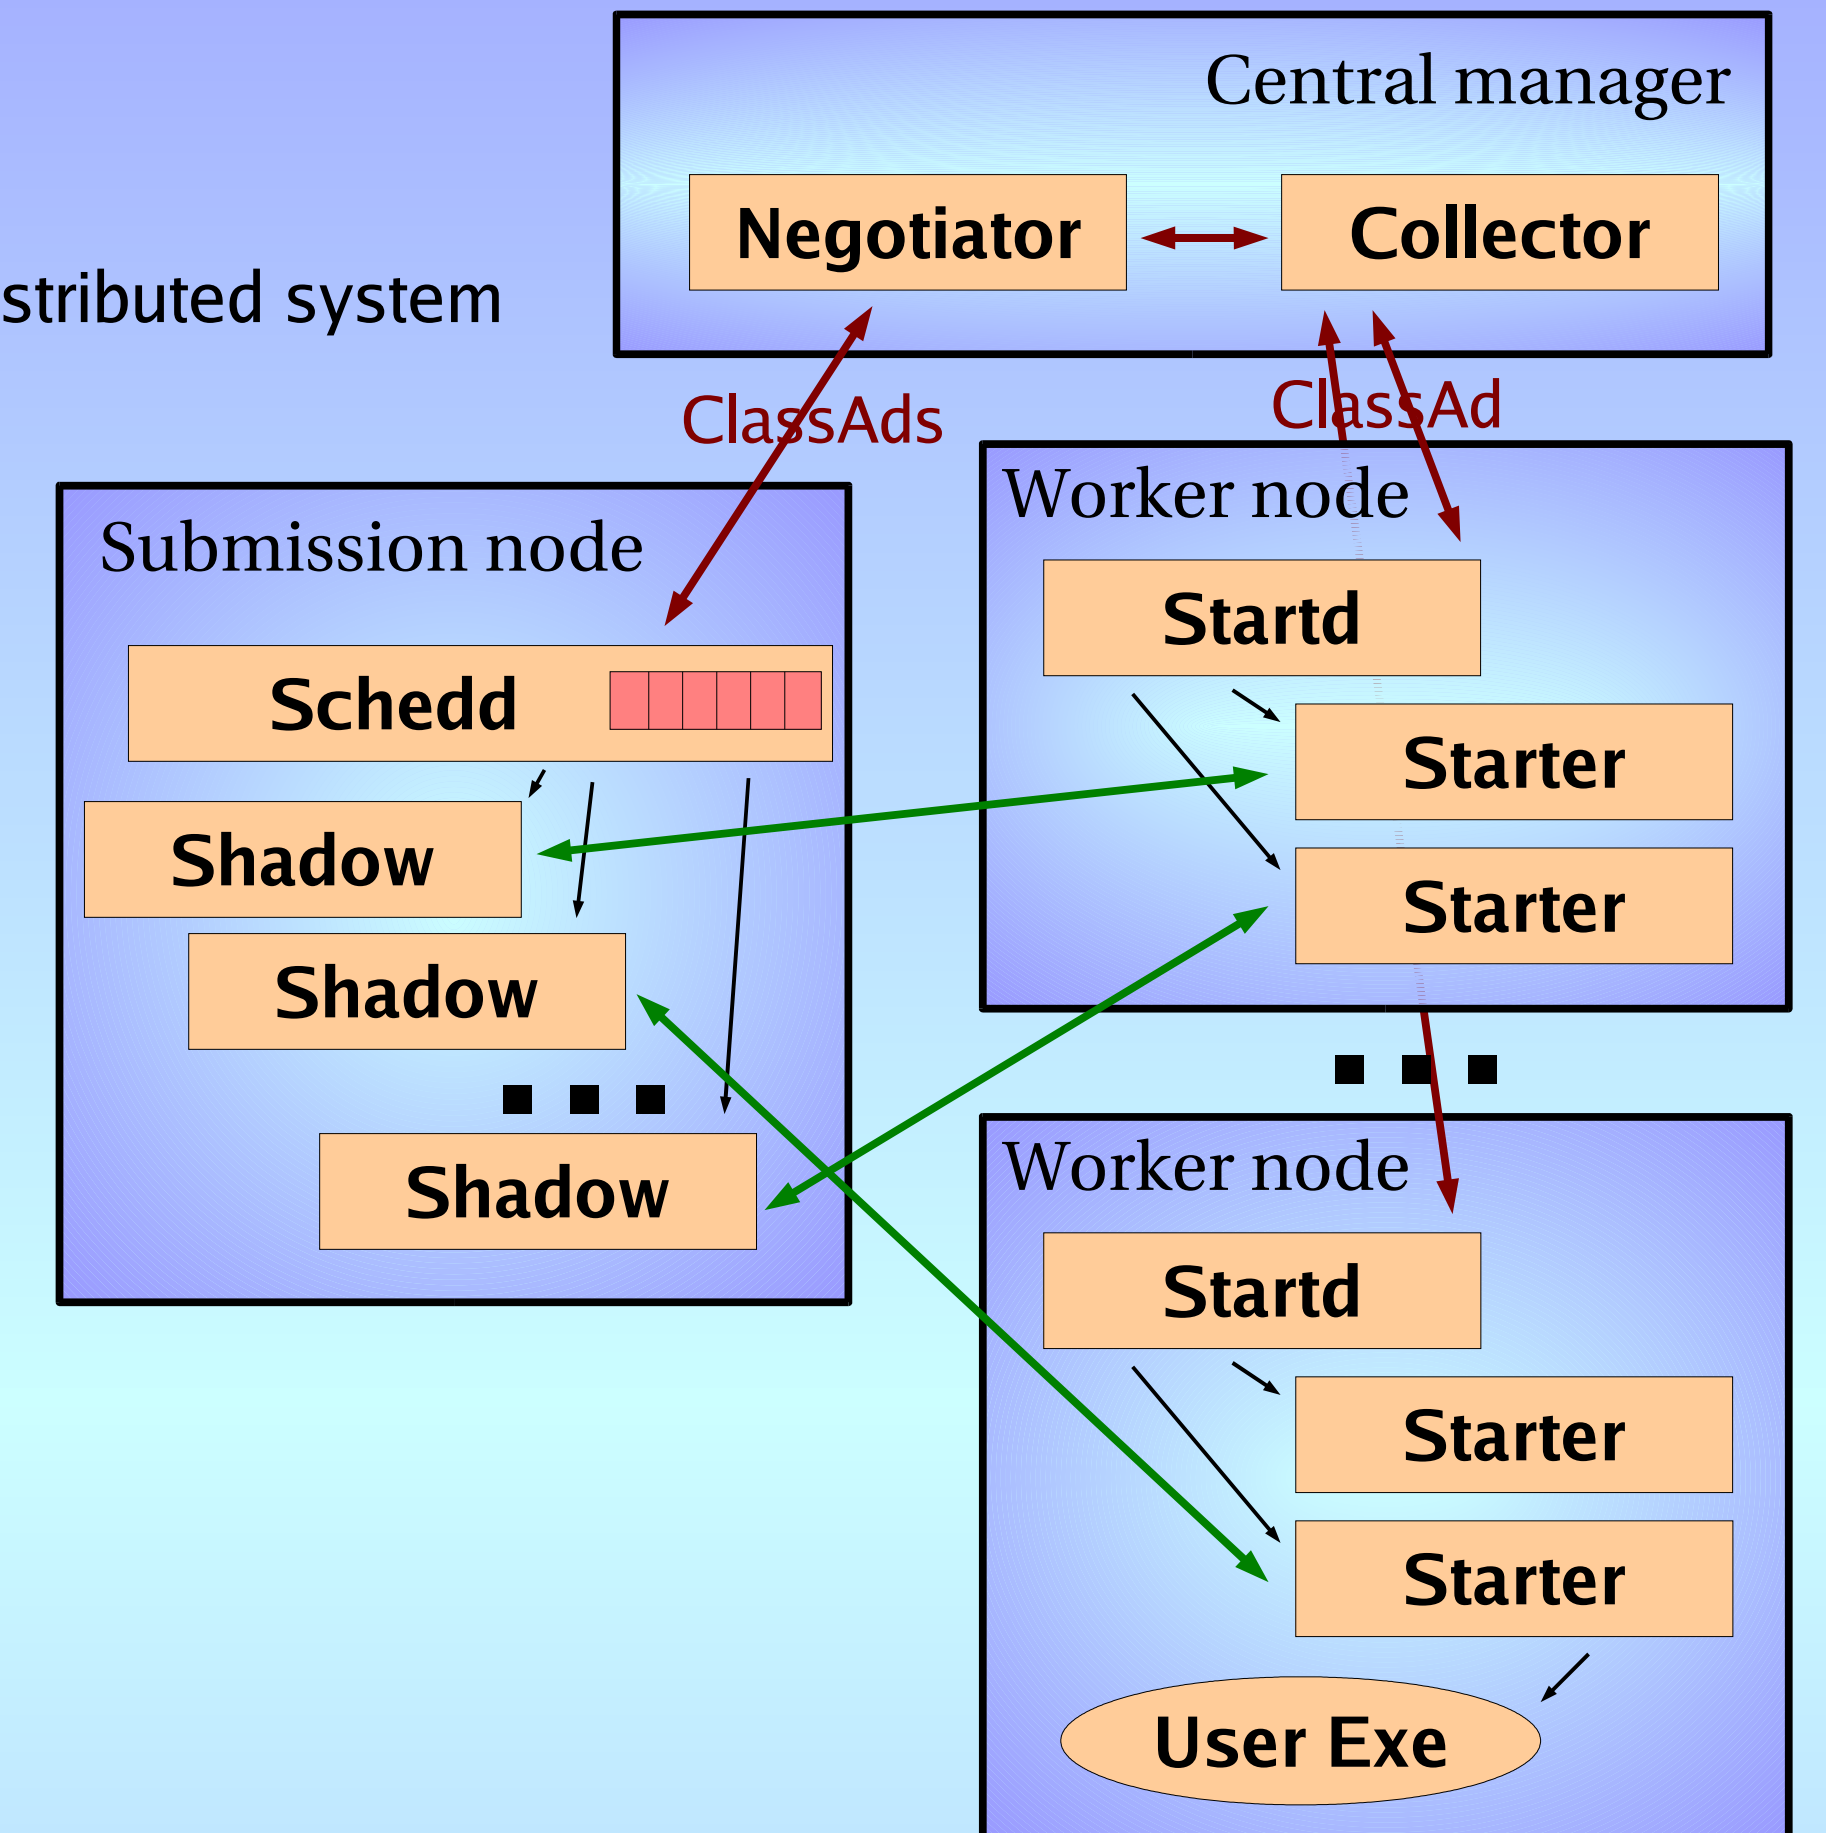 Central manager
Negotiator
Collector
stributed system
ClassAds
ClassAd
Submission node
Schedd
Shadow
Shadow
Shadow
Worker node
Startd
Starter
Starter
Worker node
Startd
Starter
Starter
User Exe